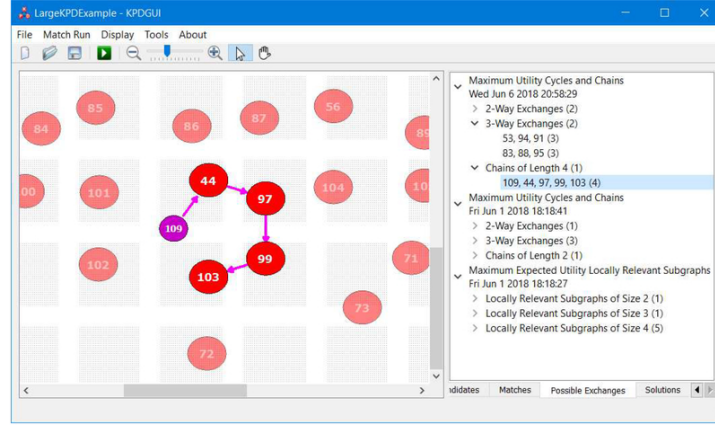 LargeKPDExample - KPDGUI
File Match Run Display Tools About
85
84
86
87
56
44
101
97
104
109
99
102
103
71
73
72
Maximum Utility Cycles and Chains
Wed Jun 6 2018 20:58:29
2-Way Exchanges (2)
3-Way Exchanges (2)
53, 94, 91 (3)
83, 88, 95 (3)
Chains of Length 4 (1)
109, 44, 97, 99, 103 (4)
Maximum Utility Cycles and Chains
Fri Jun 1 2018 18:18:41
2-Way Exchanges (1)
3-Way Exchanges (3)
Chains of Length 2 (1)
Maximum Expected Utility Locally Relevant Subgraphs
Fri Jun 1 2018 18:18:27
Locally Relevant Subgraphs of Size 2 (1)
Locally Relevant Subgraphs of Size 3 (1)
Locally Relevant Subgraphs of Size 4 (5)
Matches Possible Exchanges Solutions